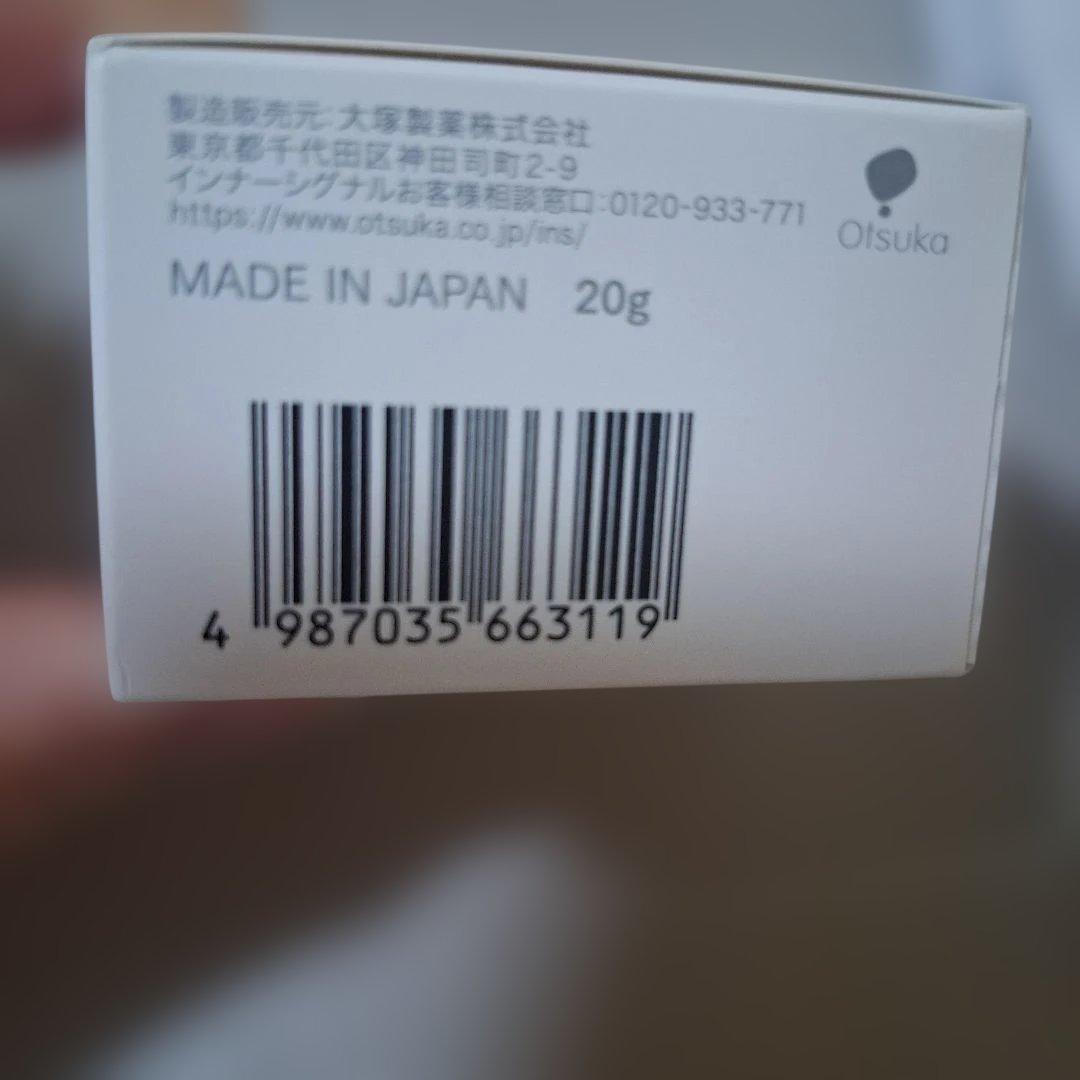 製造販売元:大塚製薬株式会社
東京都千代田区神田司町2-9
インナーシグナルお客様相談窓口:0120-933-771
https://www.otsuka.co.jp/ins/
Otsuka
MADE IN JAPAN 20g
4 987035 663119